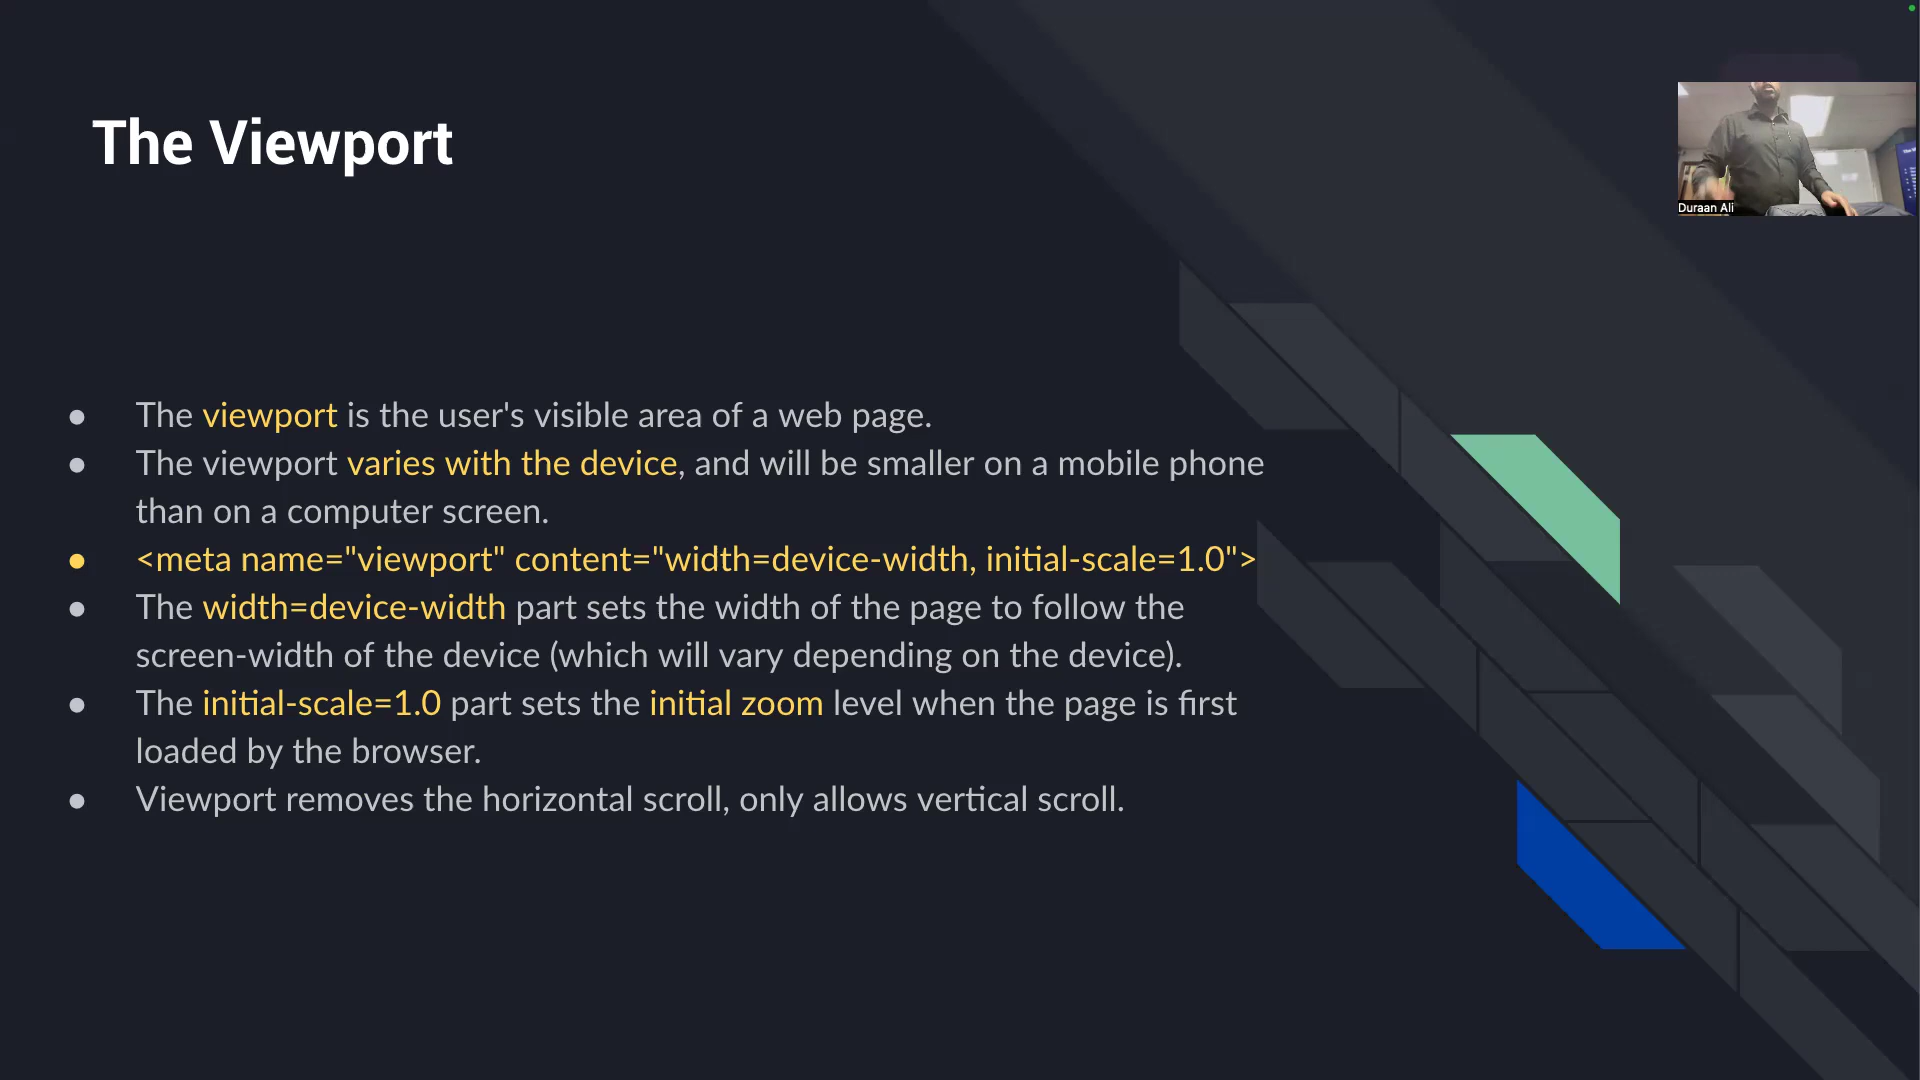 The Viewport
Duraan Ali
● The viewport is the user's visible area of a web page.
● The viewport varies with the device, and will be smaller on a mobile phone
than on a computer screen.
● <meta name="viewport" content="width=device-width, initial-scale=1.0">
● The width=device-width part sets the width of the page to follow the
screen-width of the device (which will vary depending on the device).
● The initial-scale=1.0 part sets the initial zoom level when the page is first
loaded by the browser.
● Viewport removes the horizontal scroll, only allows vertical scroll.